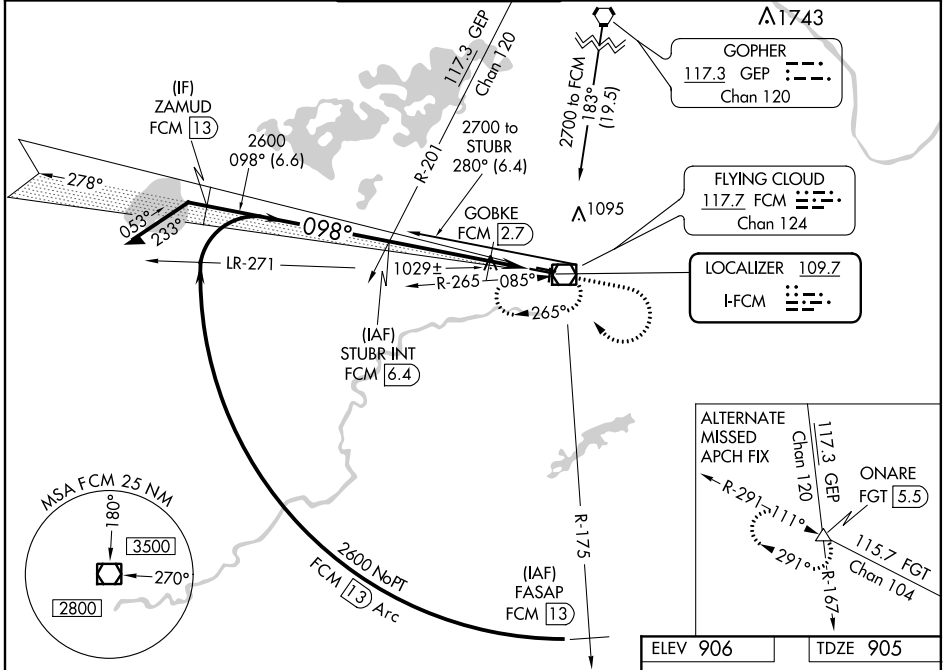 1743
GOPHER
117.3 GEP
Chan 120
117.3 GEP
Chan 120
2700 to FCM
183°
(19.5)
(IF)
ZAMUD
FCM 13
2600
098° (6.6)
2700 to
STUBR
280° (6.4)
R-201
278°
053°
233°
098°
GOBKE
FCM 2.7
1095
FLYING CLOUD
117.7 FCM
Chan 124
LOCALIZER 109.7
I-FCM
LR-271
1029±
R-265
085°
265°
(IAF)
STUBR INT
FCM 6.4
R-175
2600 NoPT
FCM 13 Arc
(IAF)
FASAP
FCM 13
MSA FCM 25 NM
180°
3500
270°
2800
ALTERNATE
MISSED
APCH FIX
117.3 GEP
Chan 120
ONARE
FGT 5.5
R-291
111°
291°
115.7 FGT
Chan 104
R-167
ELEV 906
TDZE 905